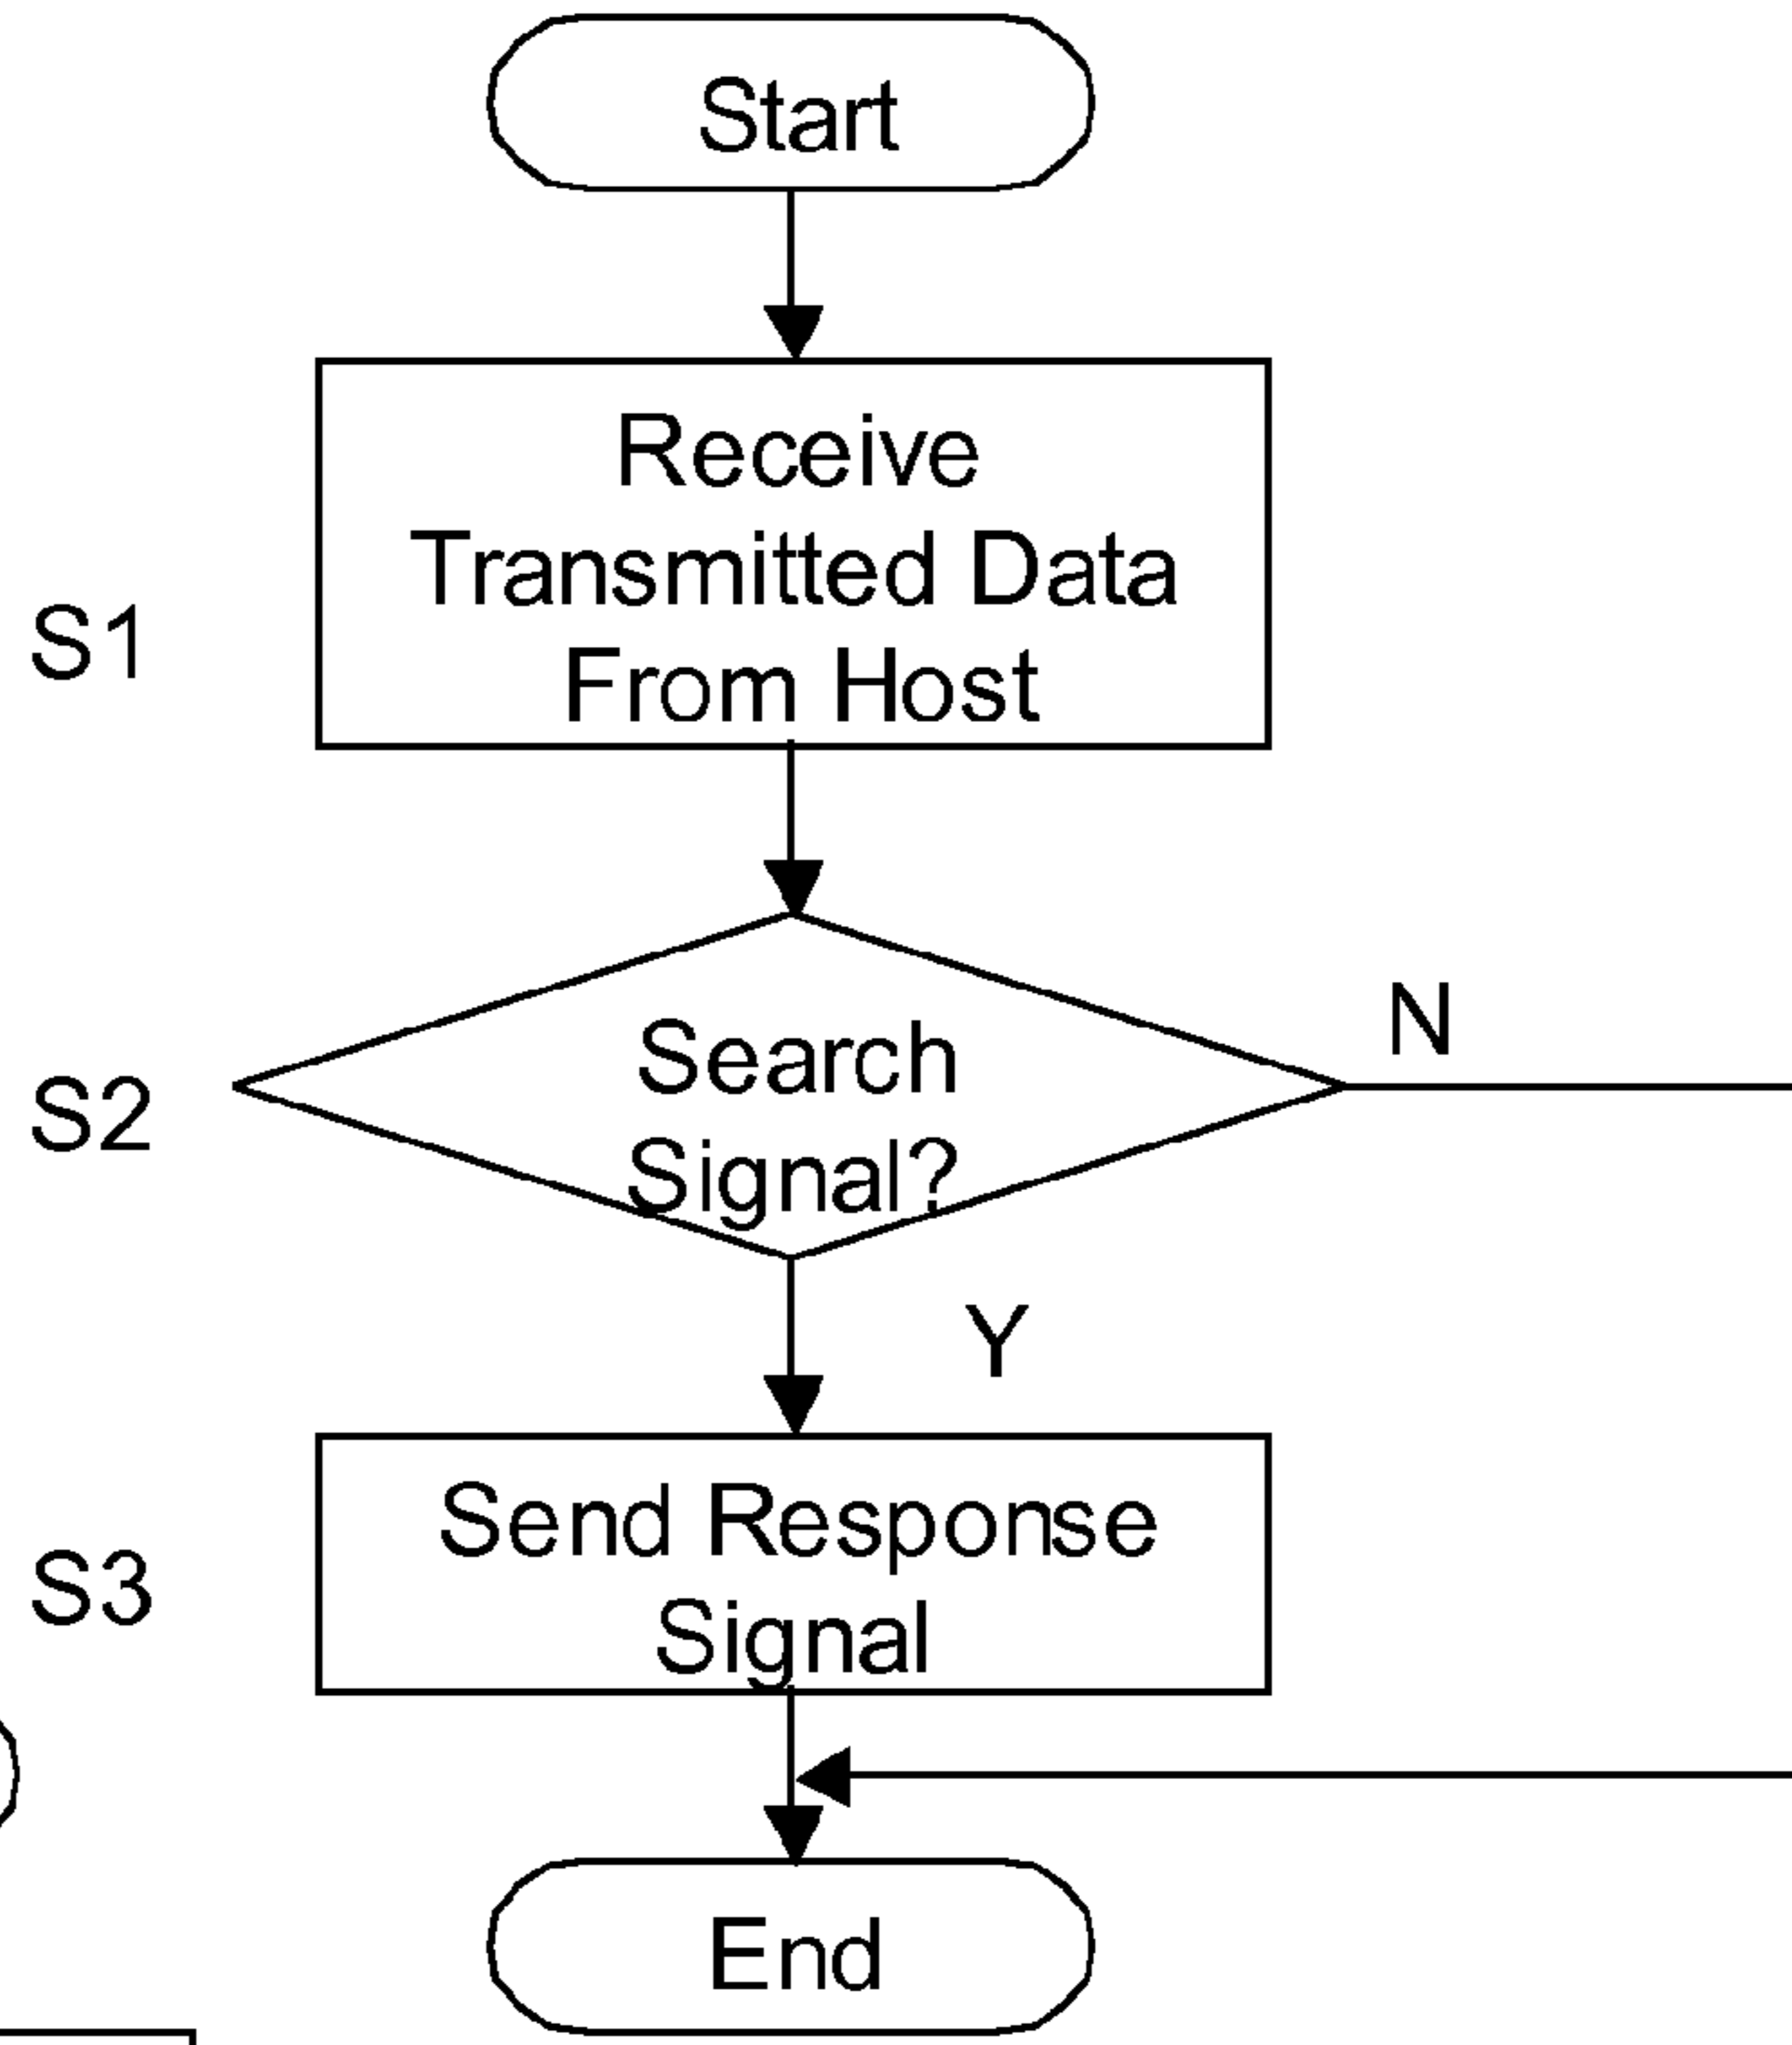 Start
Receive
Transmitted Data
From Host
S1
Search
Signal?
N
S2
Y
Send Response
Signal
S3
End